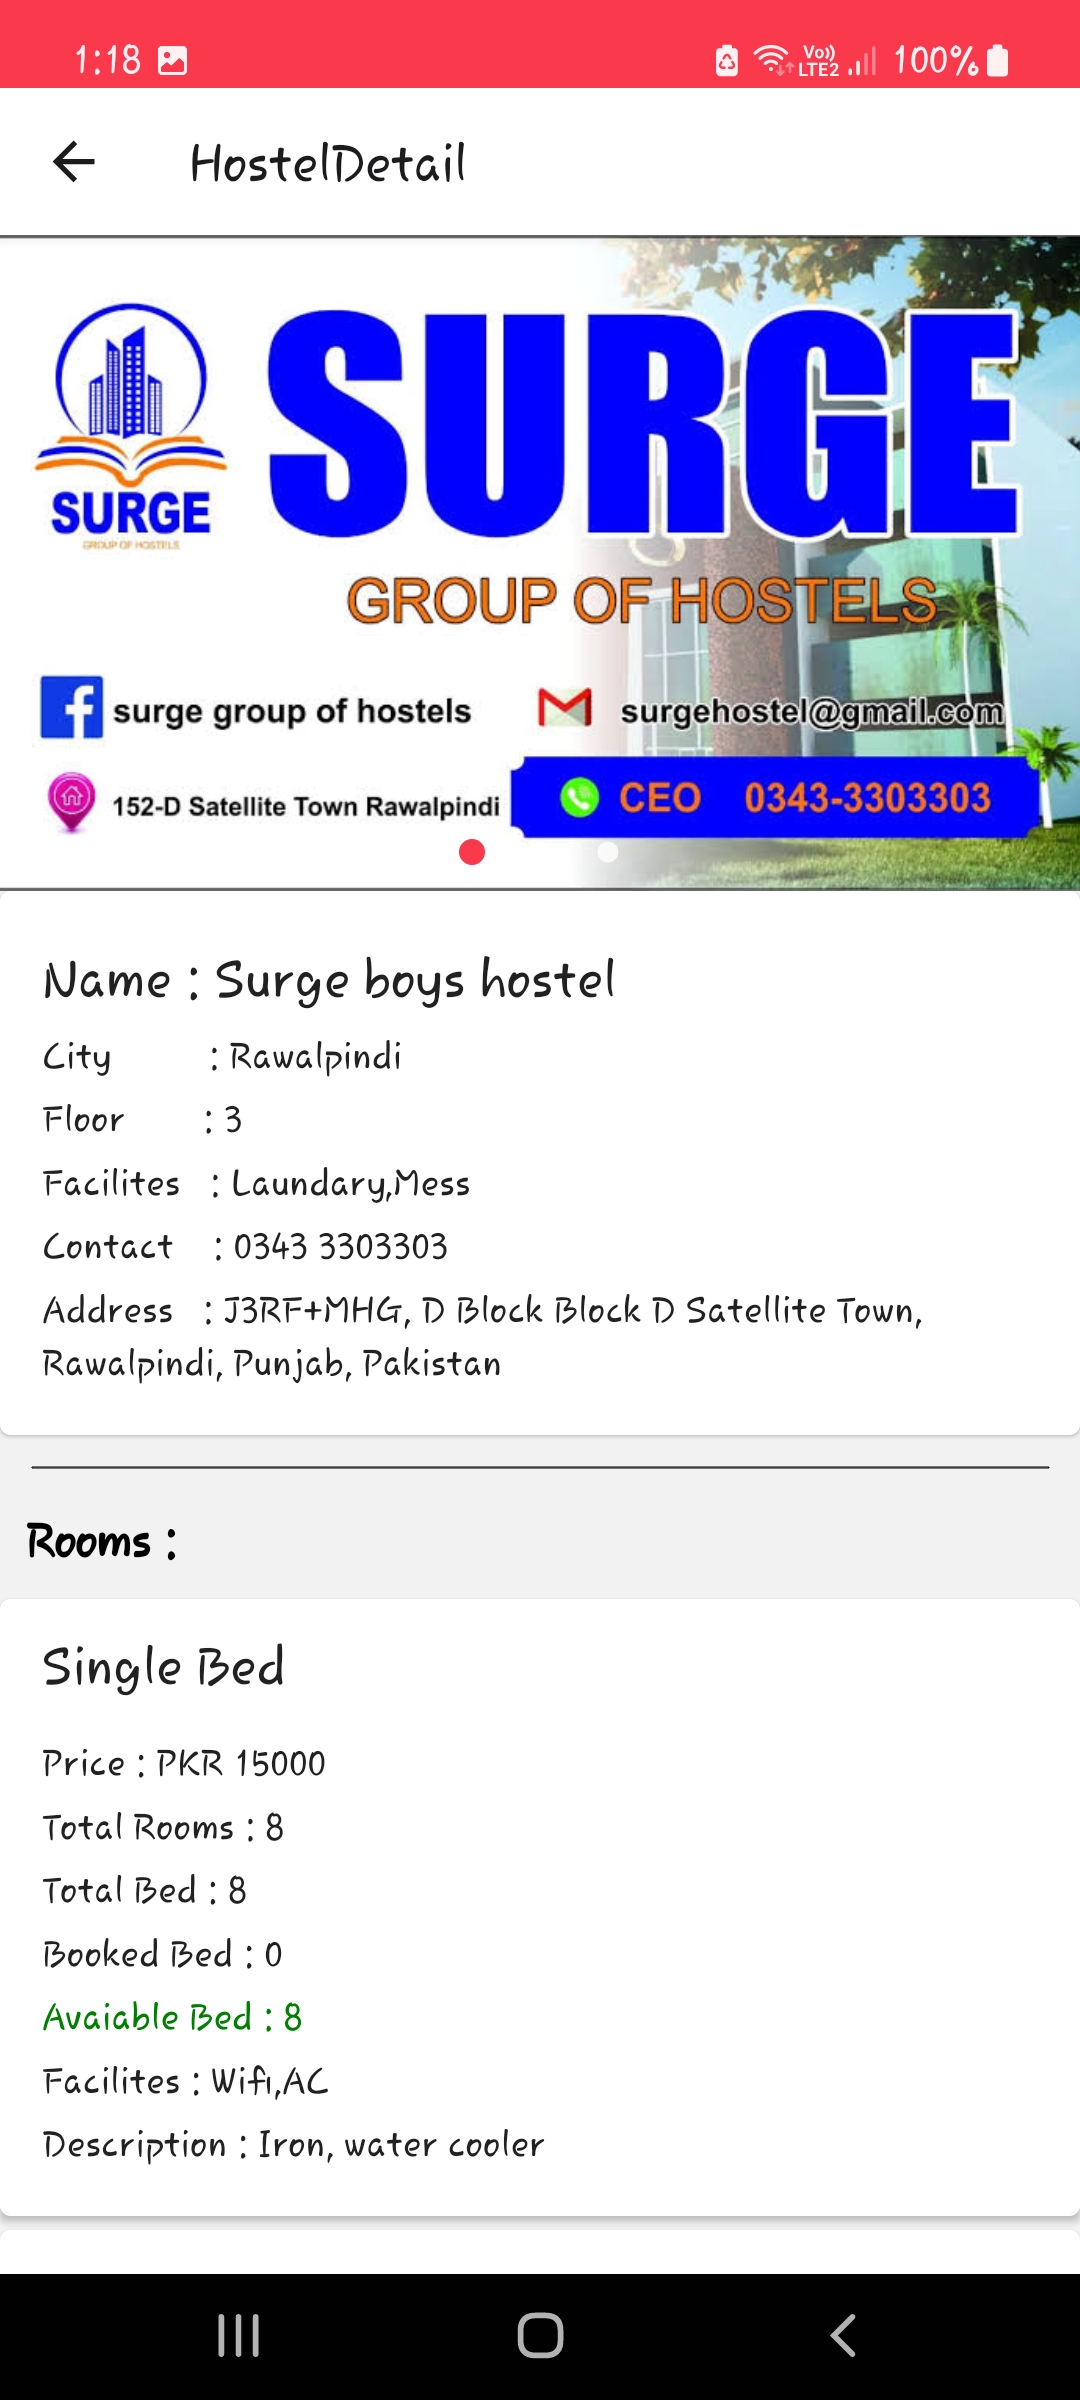 1:18
Vo))
LTE2
100%
HostelDetail
SURGE
SURGE
GROUP OF HOSTELS
GROUP OF HOSTELS
surge group of hostels
surgehostel@gmail.com
152-D Satellite Town Rawalpindi
CEO 0343-3303303
Name : Surge boys hostel
City : Rawalpindi
Floor : 3
Facilites : Laundary,Mess
Contact : 0343 3303303
Address : J3RF+MHG, D Block Block D Satellite Town,
Rawalpindi, Punjab, Pakistan
Rooms :
Single Bed
Price : PKR 15000
Total Rooms : 8
Total Bed : 8
Booked Bed : 0
Avaiable Bed : 8
Facilites : Wifi,AC
Description : Iron, water cooler